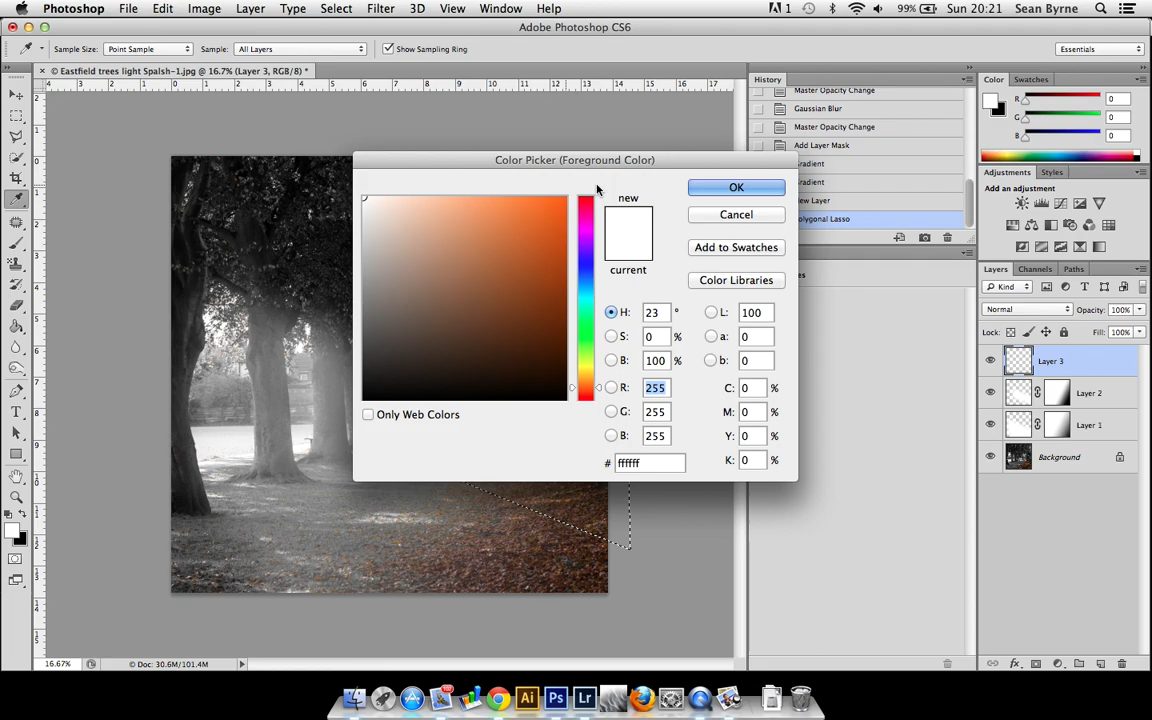 Photoshop File Edit Image Layer Type Select Filter 3D View Window Help 1 99% Sun 20:21 Sean Byrne
Adobe Photoshop CS6
Sample Size: Point Sample Sample: All Layers Show Sampling Ring Essentials
× © Eastfield trees light Spalsh-1.jpg @ 16.7% (Layer 3, RGB/8) *
History
Master Opacity Change
Gaussian Blur
Master Opacity Change
Add Layer Mask
Gradient
Gradient
New Layer
Polygonal Lasso
Color Swatches
R 0
G 0
B 0
Adjustments Styles
Add an adjustment
Color Picker (Foreground Color)
new
current
OK
Cancel
Add to Swatches
Color Libraries
H: 23 °
S: 0 %
B: 100 %
R: 255
G: 255
B: 255
# ffffff
L: 100
a: 0
b: 0
C: 0 %
M: 0 %
Y: 0 %
K: 0 %
Only Web Colors
Layers Channels Paths
Kind
Normal Opacity: 100%
Lock: Fill: 100%
Layer 3
Layer 2
Layer 1
Background
16.67% Doc: 30.6M/101.4M
Ai Ps Lr